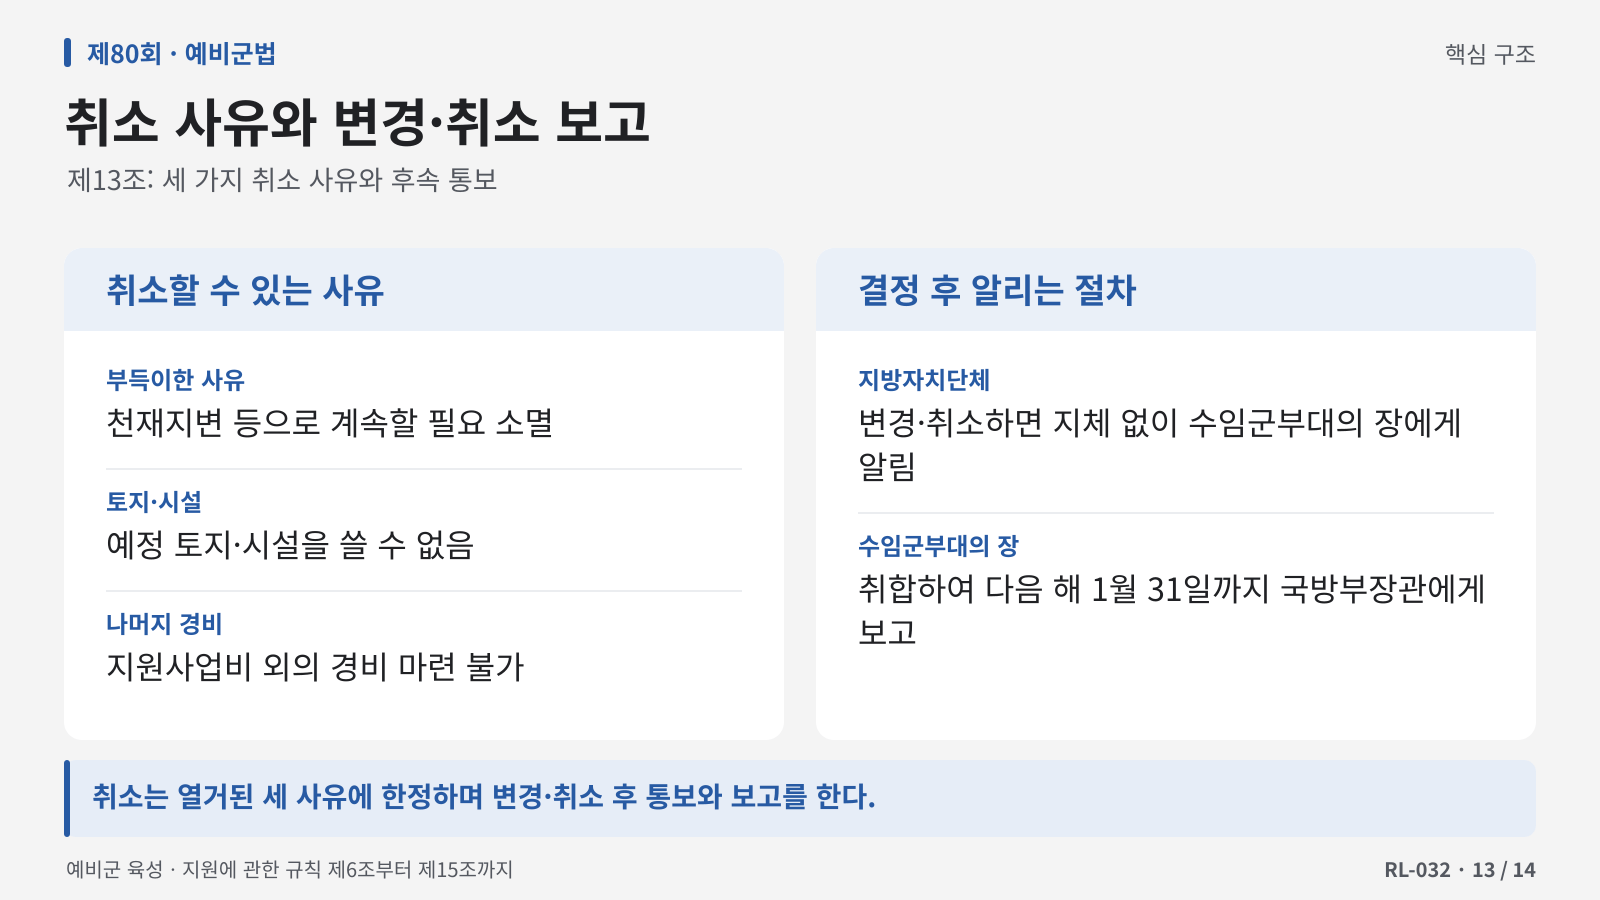 제80회 · 예비군법
핵심 구조
취소 사유와 변경·취소 보고
제13조: 세 가지 취소 사유와 후속 통보
취소할 수 있는 사유
부득이한 사유
천재지변 등으로 계속할 필요 소멸
토지·시설
예정 토지·시설을 쓸 수 없음
나머지 경비
지원사업비 외의 경비 마련 불가
결정 후 알리는 절차
지방자치단체
변경·취소하면 지체 없이 수임군부대의 장에게
알림
수임군부대의 장
취합하여 다음 해 1월 31일까지 국방부장관에게
보고
취소는 열거된 세 사유에 한정하며 변경·취소 후 통보와 보고를 한다.
예비군 육성 · 지원에 관한 규칙 제6조부터 제15조까지
RL-032 · 13 / 14